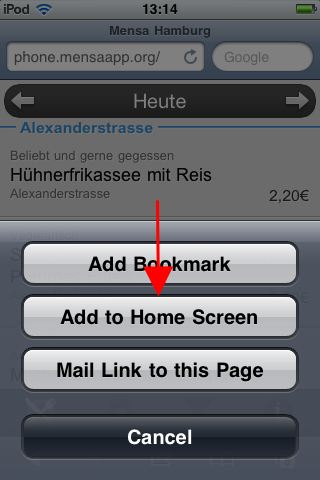 iPod 13:14
Mensa Hamburg
phone.mensaapp.org/ Google
Heute
Alexanderstrasse
Beliebt und gerne gegessen
Hühnerfrikassee mit Reis
Alexanderstrasse 2,20€
Add Bookmark
Add to Home Screen
Mail Link to this Page
Cancel